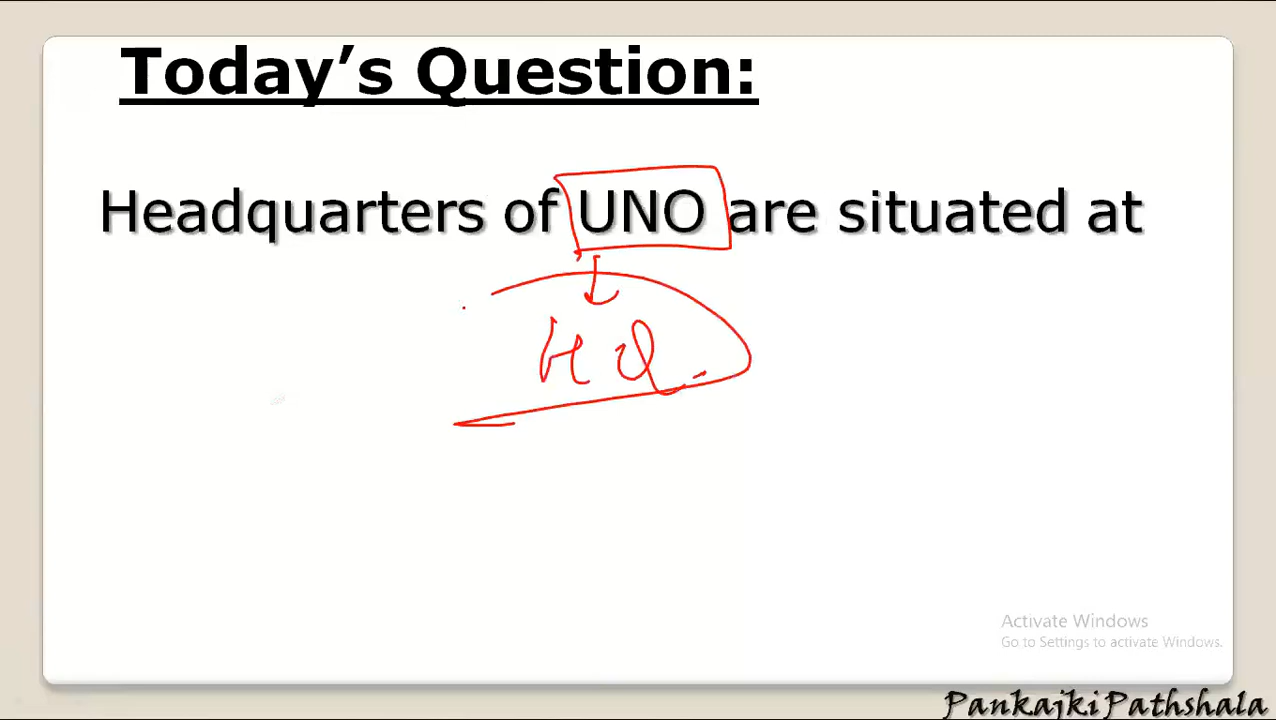 Today’s Question:
Headquarters of UNO are situated at
HQ.
Activate Windows
Go to Settings to activate Windows.
PankajkiPathshala